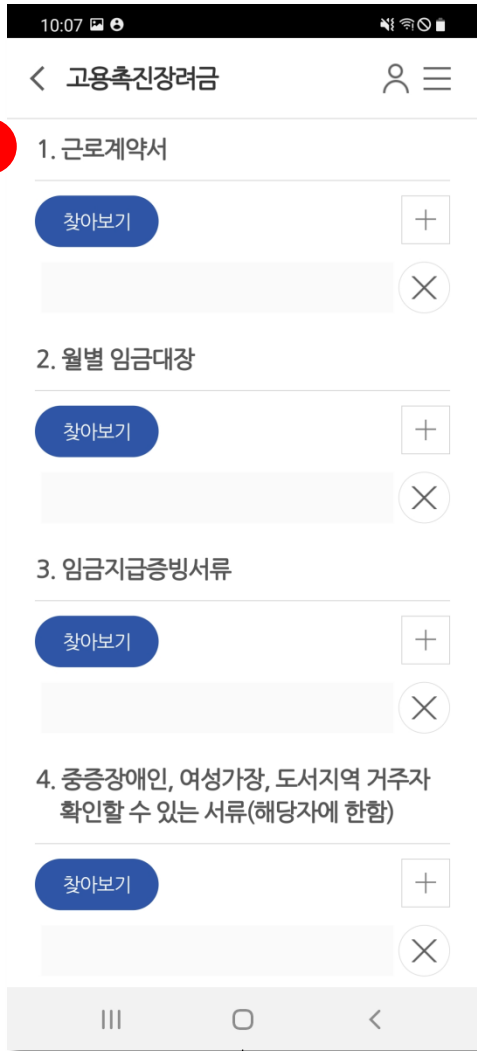 10:07
고용촉진장려금
1. 근로계약서
찾아보기
2. 월별 임금대장
찾아보기
3. 임금지급증빙서류
찾아보기
4. 중증장애인, 여성가장, 도서지역 거주자
확인할 수 있는 서류(해당자에 한함)
찾아보기